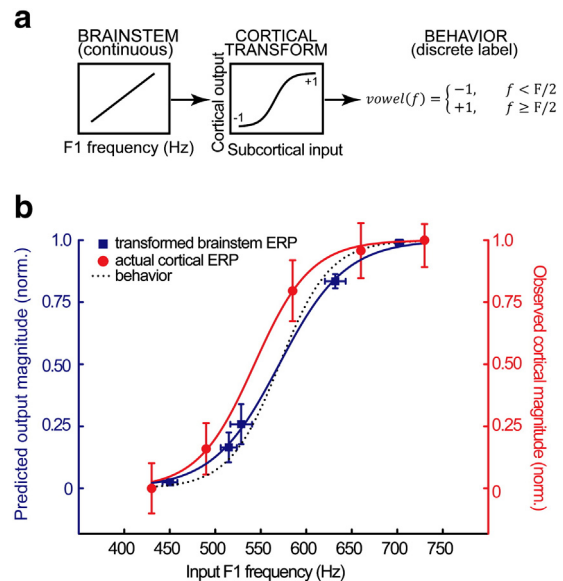 a
BRAINSTEM
(continuous)
CORTICAL
TRANSFORM
BEHAVIOR
(discrete label)
F1 frequency (Hz)
Cortical output
-1
+1
Subcortical input
vowel(f) = { −1, f < F/2
+1, f ≥ F/2
b
transformed brainstem ERP
actual cortical ERP
behavior
Predicted output magnitude (norm.)
1.0
0.75
0.50
0.25
0
1.0
0.75
0.50
0.25
0
Observed cortical
magnitude (norm.)
400 450 500 550 600 650 700 750
Input F1 frequency (Hz)